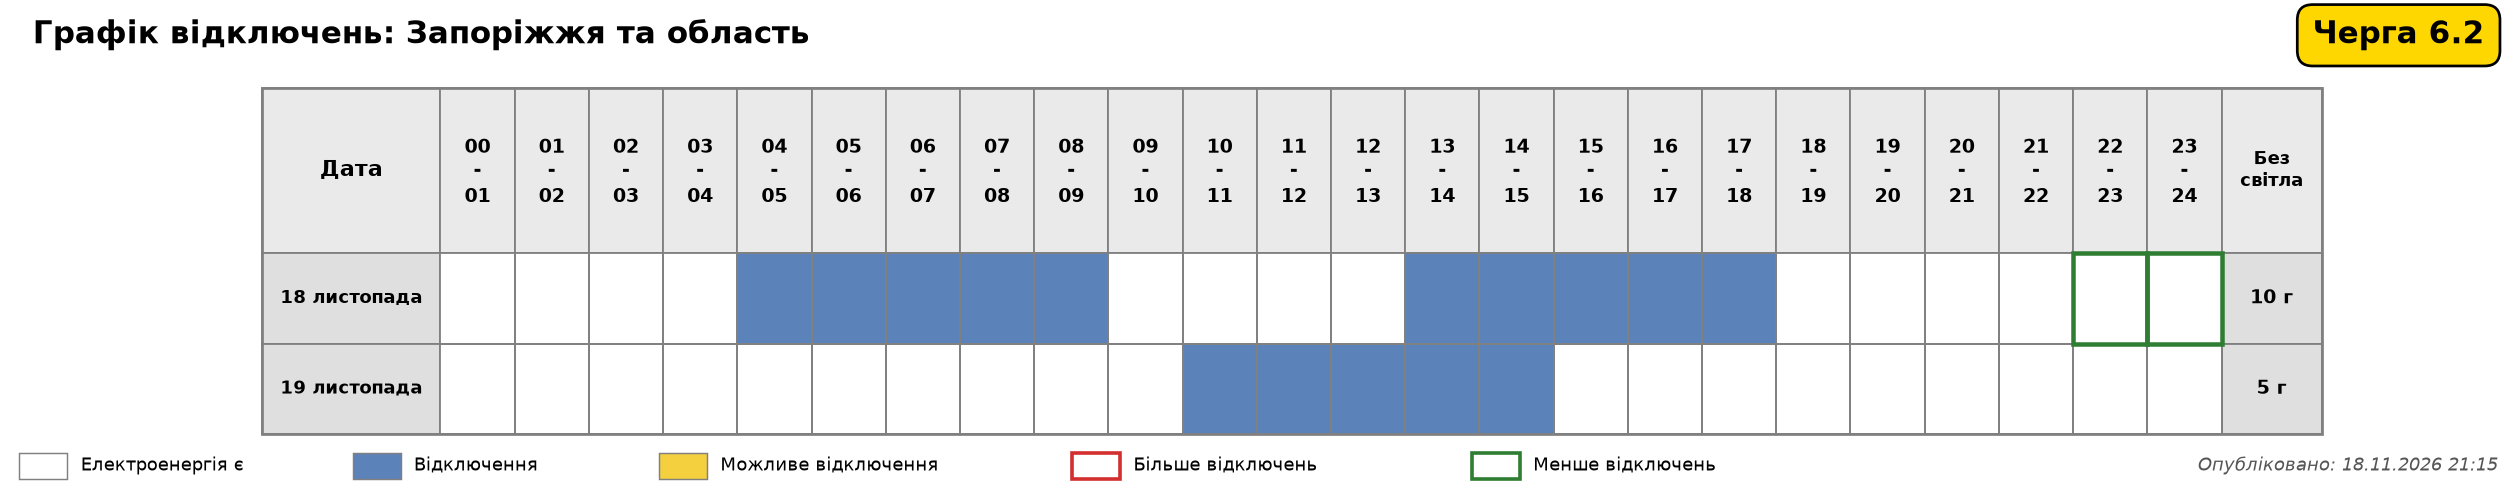 Графік відключень: Запоріжжя та область
Черга 6.2
Дата 00 - 01 01 - 02 02 - 03 03 - 04 04 - 05 05 - 06 06 - 07 07 - 08 08 - 09 09 - 10 10 - 11 11 - 12 12 - 13 13 - 14 14 - 15 15 - 16 16 - 17 17 - 18 18 - 19 19 - 20 20 - 21 21 - 22 22 - 23 23 - 24 Без світла
18 листопада 10 г
19 листопада 5 г
Електроенергія є Відключення Можливе відключення Більше відключень Менше відключень Опубліковано: 18.11.2026 21:15